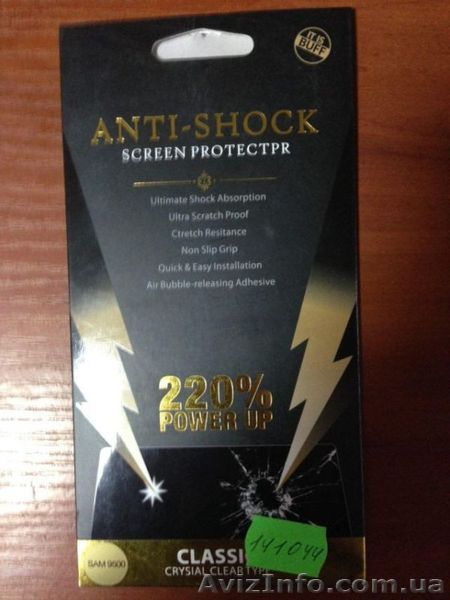 IT IS
BUFF
ANTI-SHOCK
SCREEN PROTECTPR
Ultimate Shock Absorption
Ultra Scratch Proof
Ctretch Resitance
Non Slip Grip
Quick & Easy Installation
Air Bubble-releasing Adhesive
220%
POWER UP
SAM 9500
CLASSI
141044
CRYSIAL CLEAR TYPE
AvizInfo.com.ua